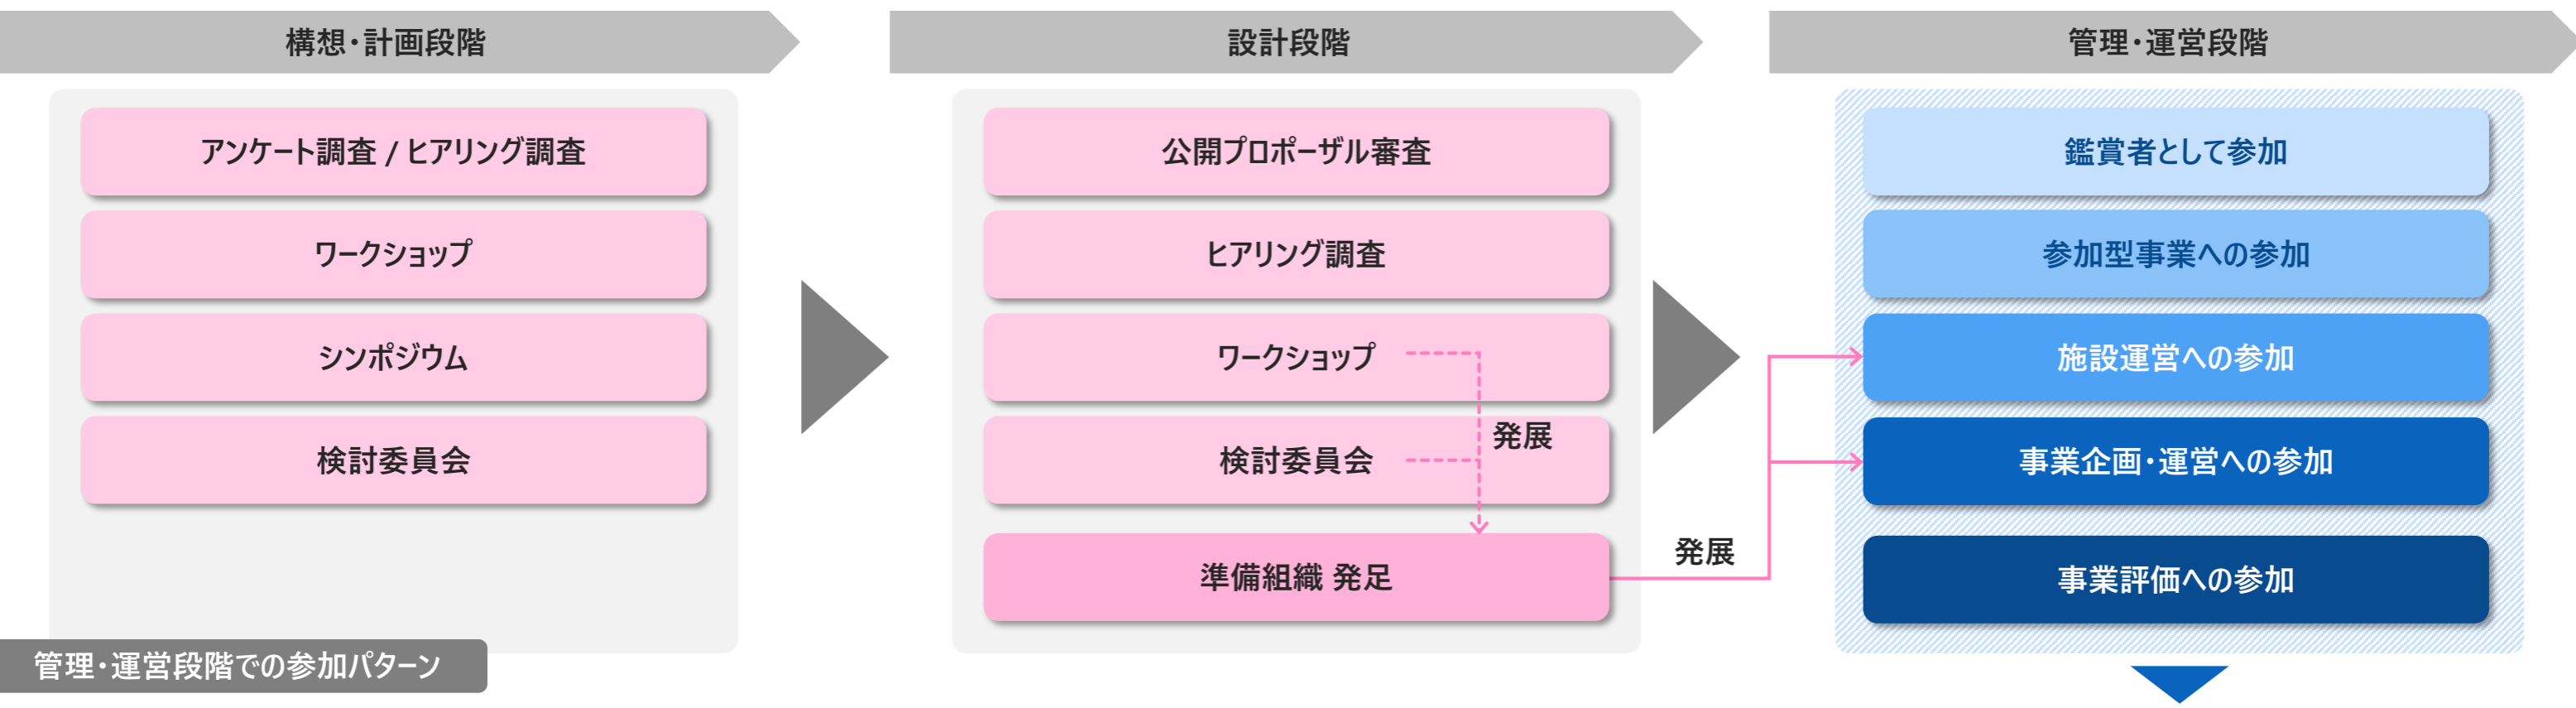 構想・計画段階
アンケート調査 / ヒアリング調査
ワークショップ
シンポジウム
検討委員会
設計段階
公開プロポーザル審査
ヒアリング調査
ワークショップ
発展
検討委員会
準備組織 発足
発展
管理・運営段階
鑑賞者として参加
参加型事業への参加
施設運営への参加
事業企画・運営への参加
事業評価への参加
管理・運営段階での参加パターン